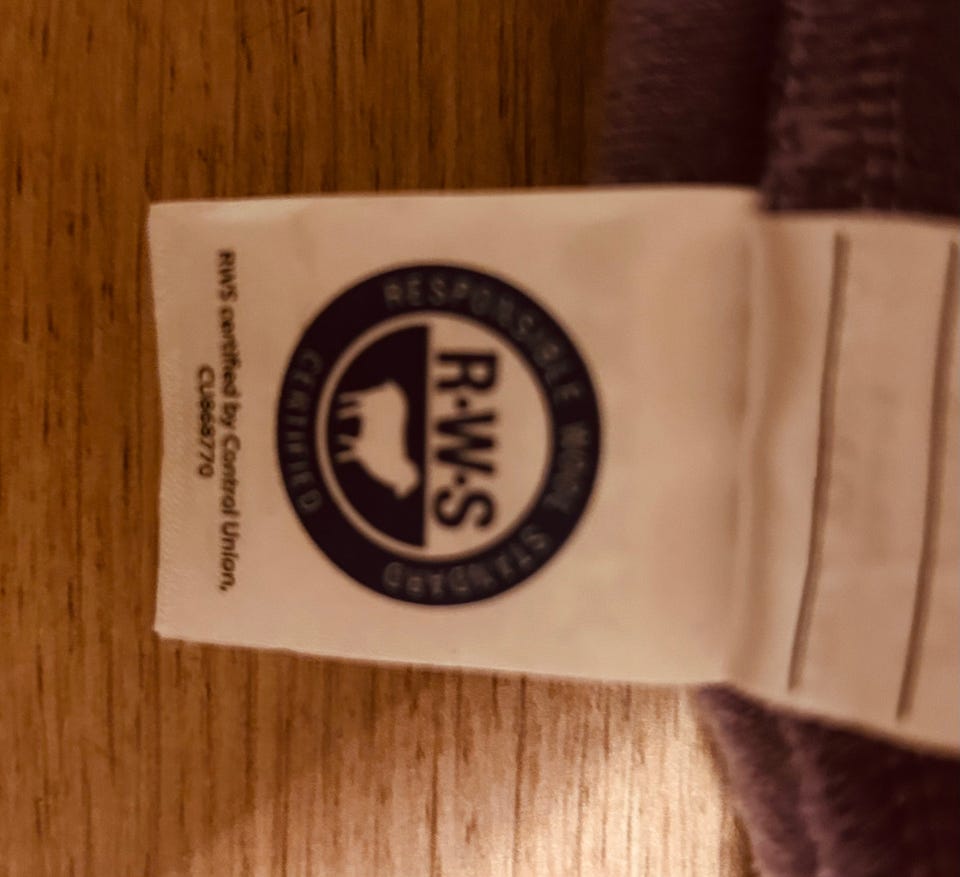 RESPONSIBLE WOOL STANDARD
R·W·S
CERTIFIED
RWS certified by Control Union,
CU868770